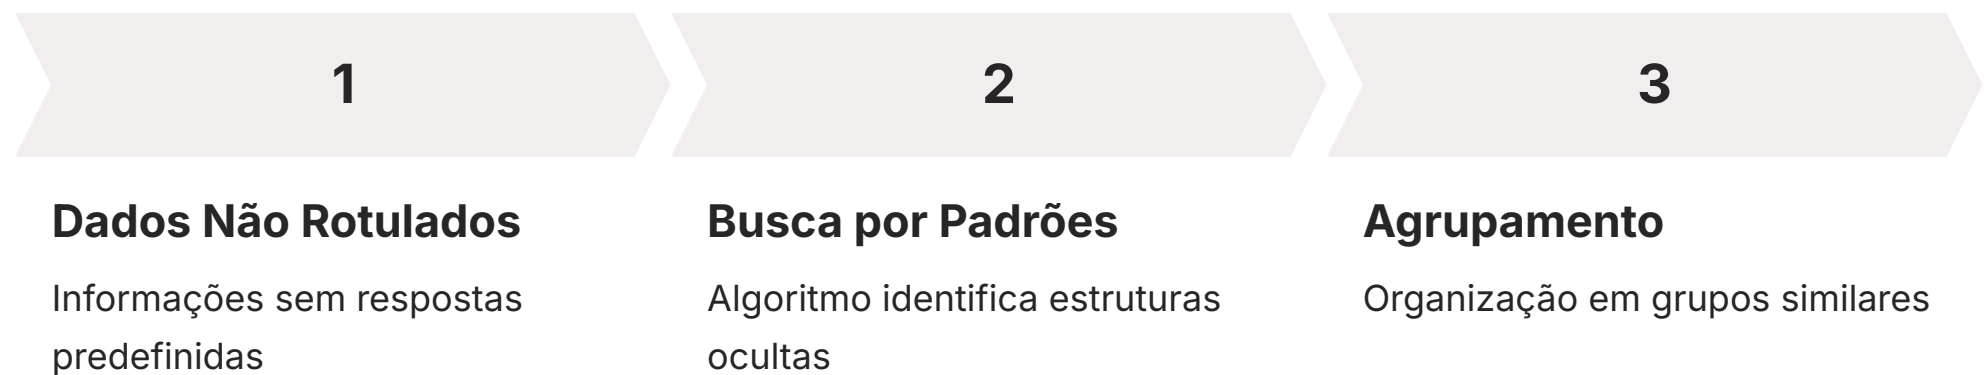 1
Dados Não Rotulados
Informações sem respostas
predefinidas
2
Busca por Padrões
Algoritmo identifica estruturas
ocultas
3
Agrupamento
Organização em grupos similares